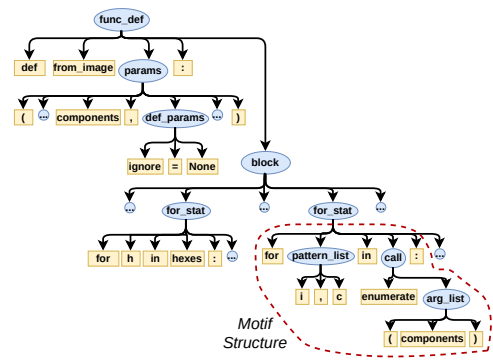 func_def
def from_image params :
( ... components , def_params ... )
ignore = None
block
... for_stat ... for_stat ...
for h in hexes : ... for pattern_list in call : ...
i , c enumerate arg_list
( components )
Motif
Structure